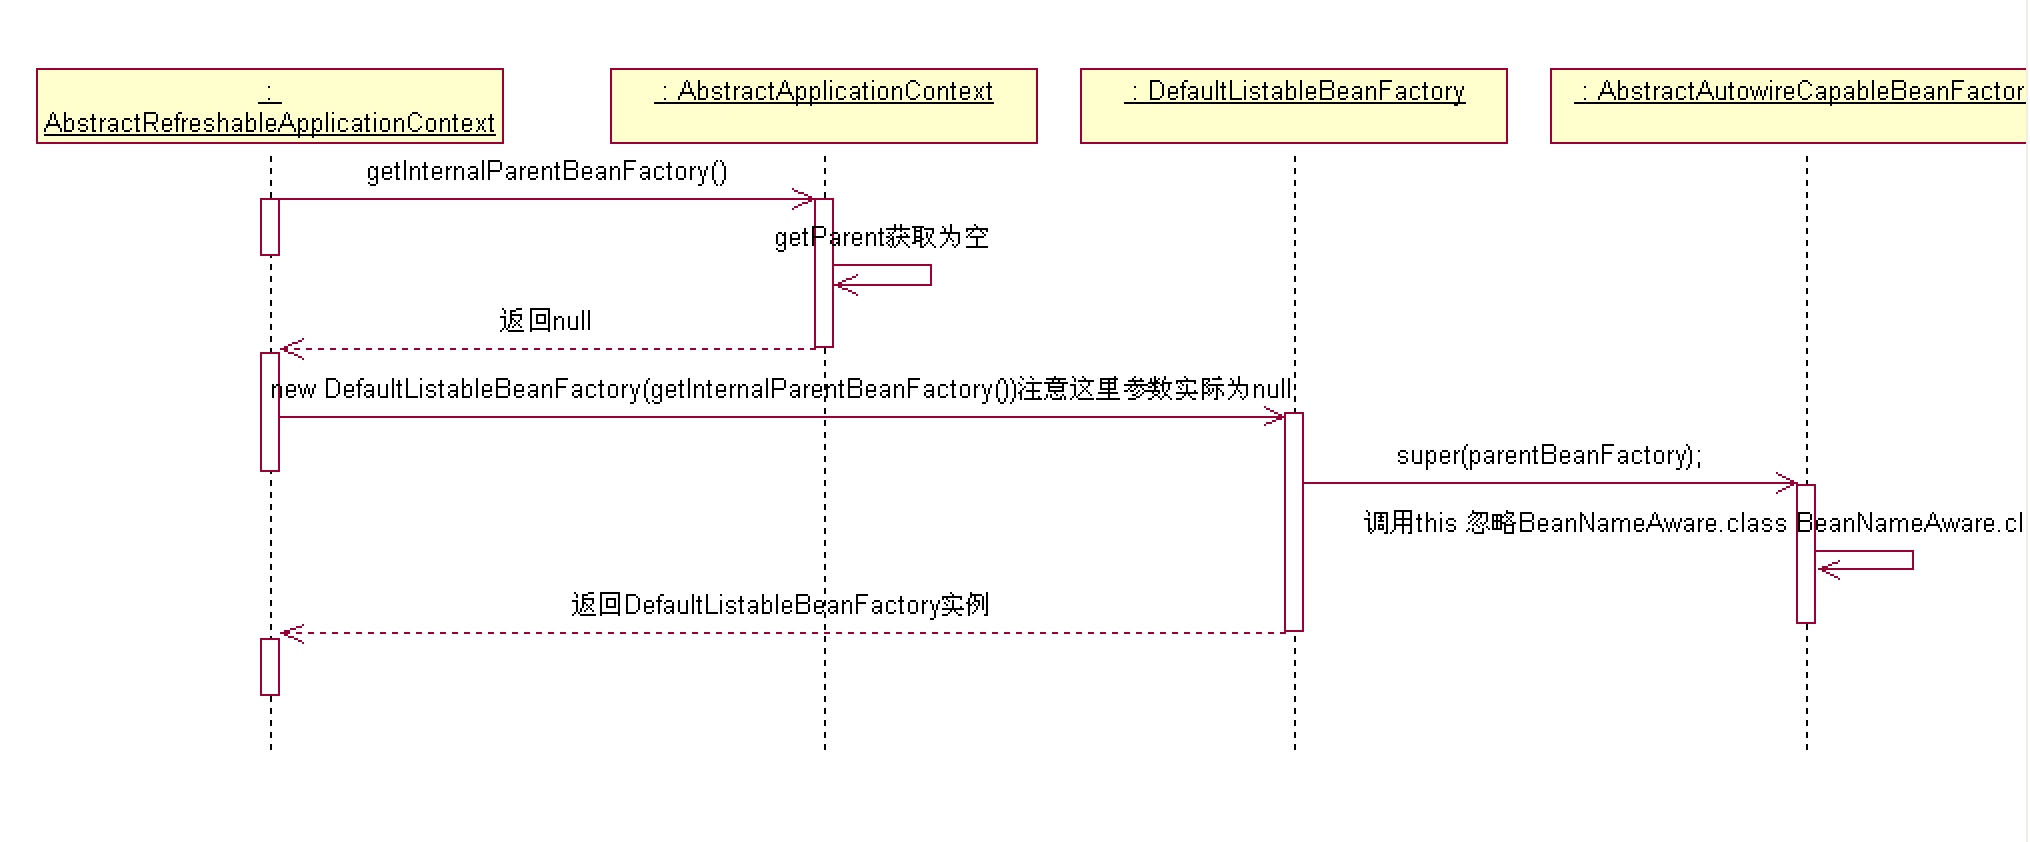 :
AbstractRefreshableApplicationContext
: AbstractApplicationContext
: DefaultListableBeanFactory
: AbstractAutowireCapableBeanFactor
getInternalParentBeanFactory()
getParent获取为空
返回null
new DefaultListableBeanFactory(getInternalParentBeanFactory())注意这里参数实际为null
super(parentBeanFactory);
调用this 忽略BeanNameAware.class BeanNameAware.cl
返回DefaultListableBeanFactory实例